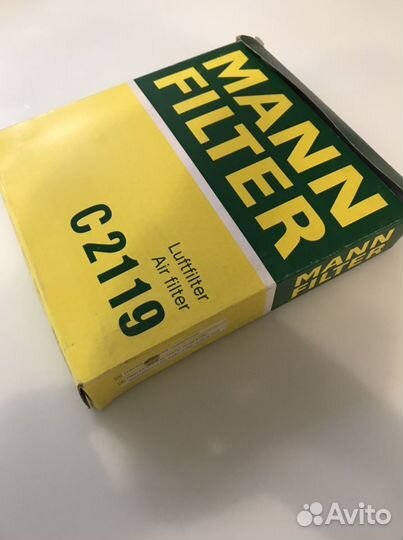 MANN
FILTER
C 2119
Luftfilter
Air filter
MANN
FILTER
Avito